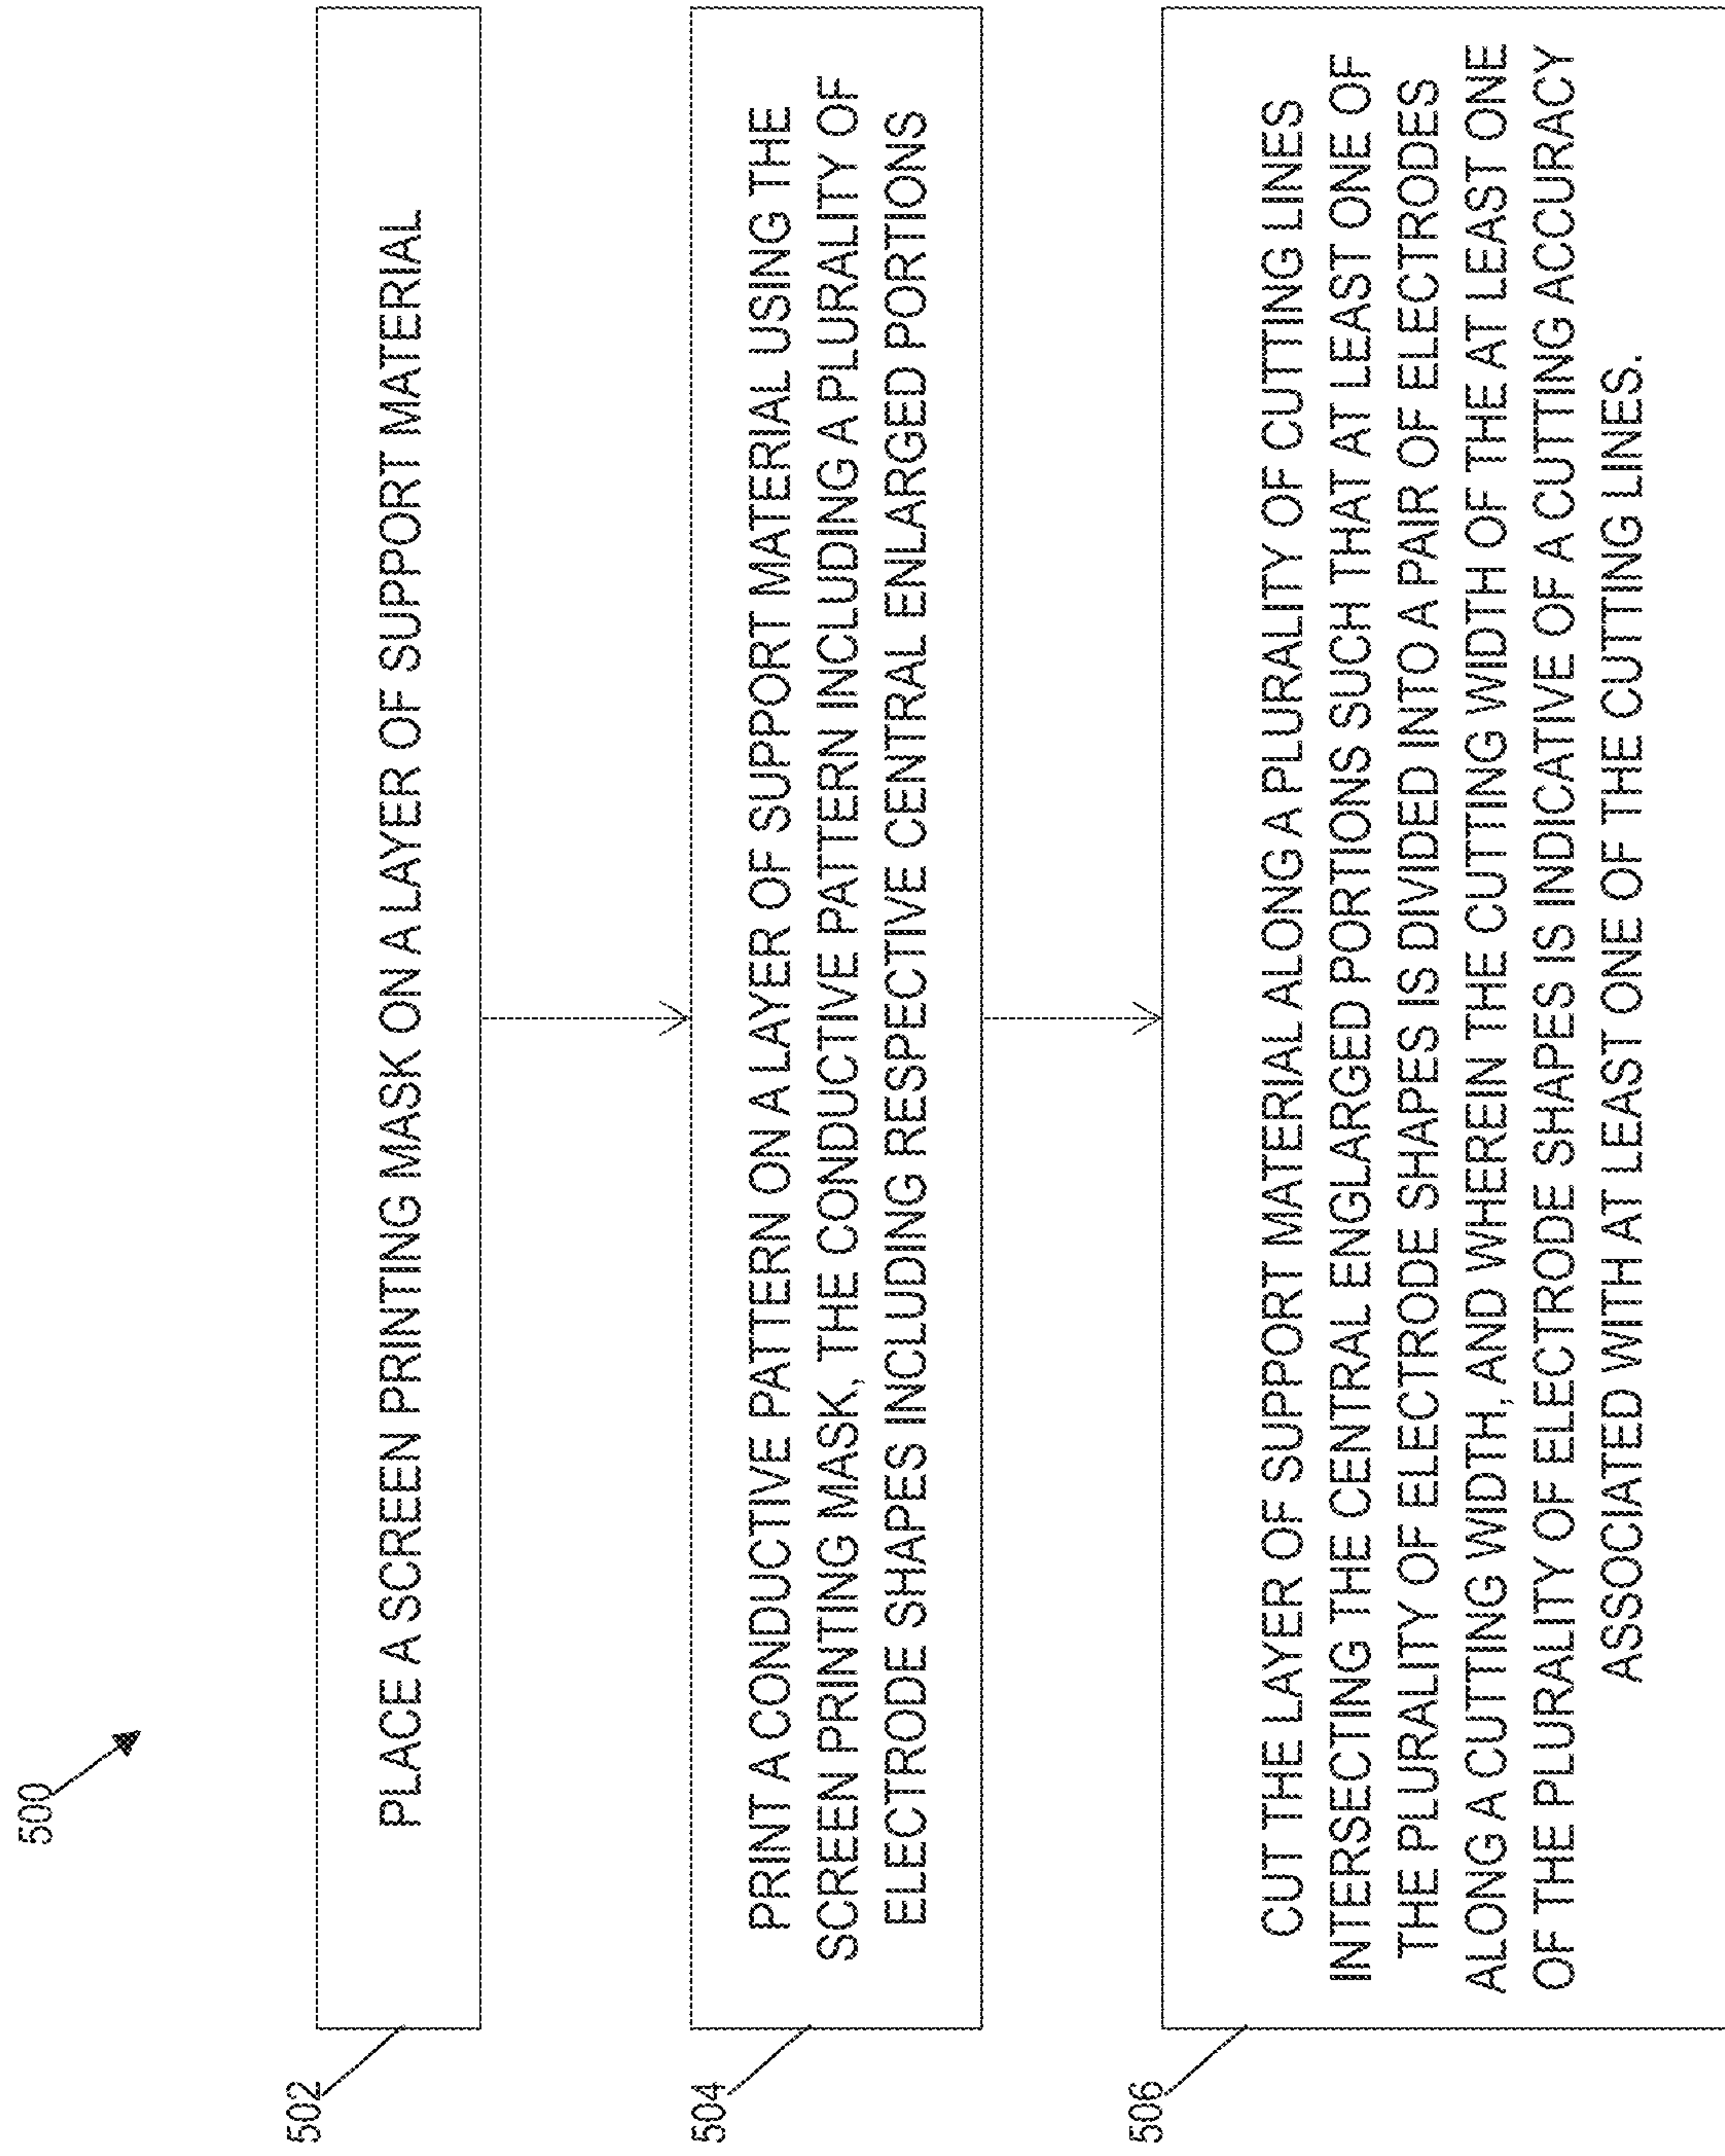 500
502
PLACE A SCREEN PRINTING MASK ON A LAYER OF SUPPORT MATERIAL
504
PRINT A CONDUCTIVE PATTERN ON A LAYER OF SUPPORT MATERIAL USING THE
SCREEN PRINTING MASK, THE CONDUCTIVE PATTERN INCLUDING A PLURALITY OF
ELECTRODE SHAPES INCLUDING RESPECTIVE CENTRAL ENLARGED PORTIONS
506
CUT THE LAYER OF SUPPORT MATERIAL ALONG A PLURALITY OF CUTTING LINES
INTERSECTING THE CENTRAL ENGLARGED PORTIONS SUCH THAT AT LEAST ONE OF
THE PLURALITY OF ELECTRODE SHAPES IS DIVIDED INTO A PAIR OF ELECTRODES
ALONG A CUTTING WIDTH, AND WHEREIN THE CUTTING WIDTH OF THE AT LEAST ONE
OF THE PLURALITY OF ELECTRODE SHAPES IS INDICATIVE OF A CUTTING ACCURACY
ASSOCIATED WITH AT LEAST ONE OF THE CUTTING LINES.